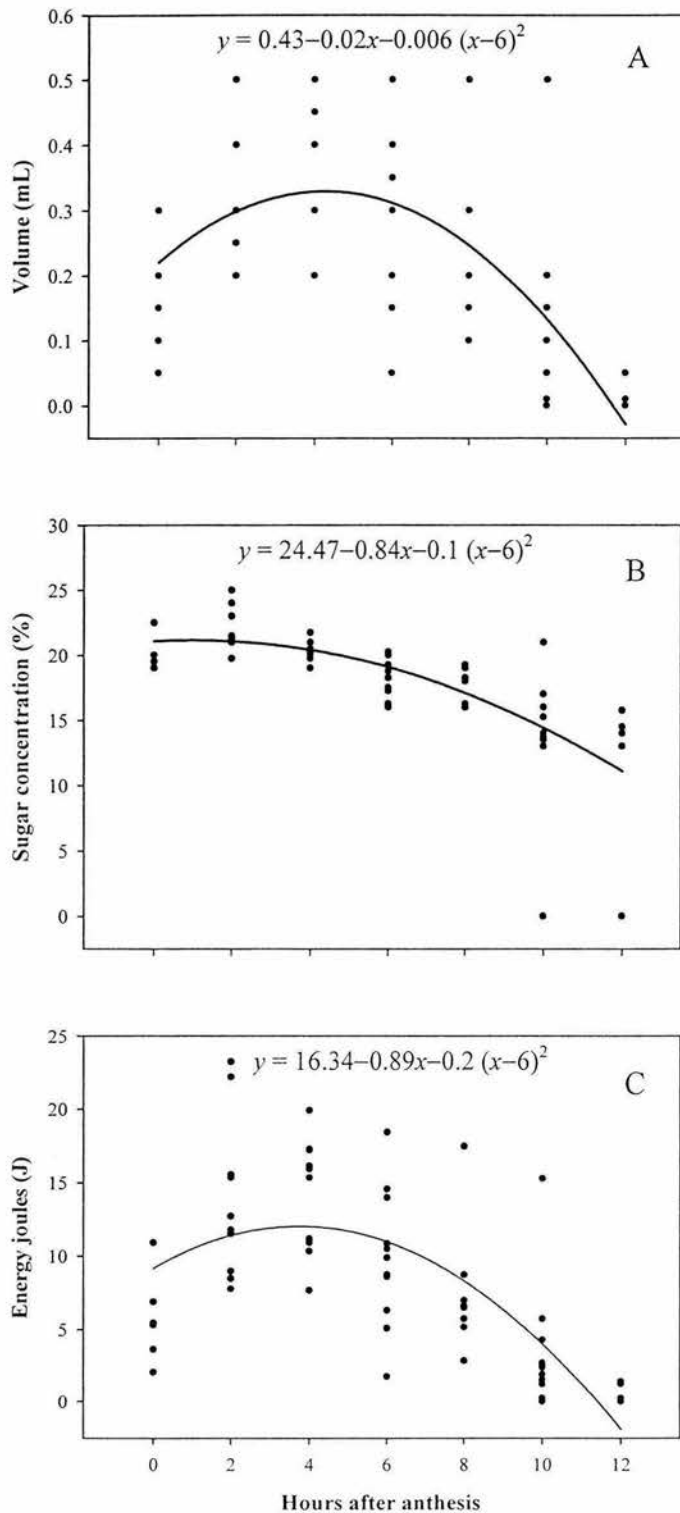 y = 0.43–0.02x–0.006 (x–6)²
A
0.6
0.5
0.4
0.3
0.2
0.1
0.0
Volume (mL)
y = 24.47–0.84x–0.1 (x–6)²
B
30
25
20
15
10
5
0
Sugar concentration (%)
y = 16.34–0.89x–0.2 (x–6)²
C
25
20
15
10
5
0
Energy joules (J)
0 2 4 6 8 10 12
Hours after anthesis